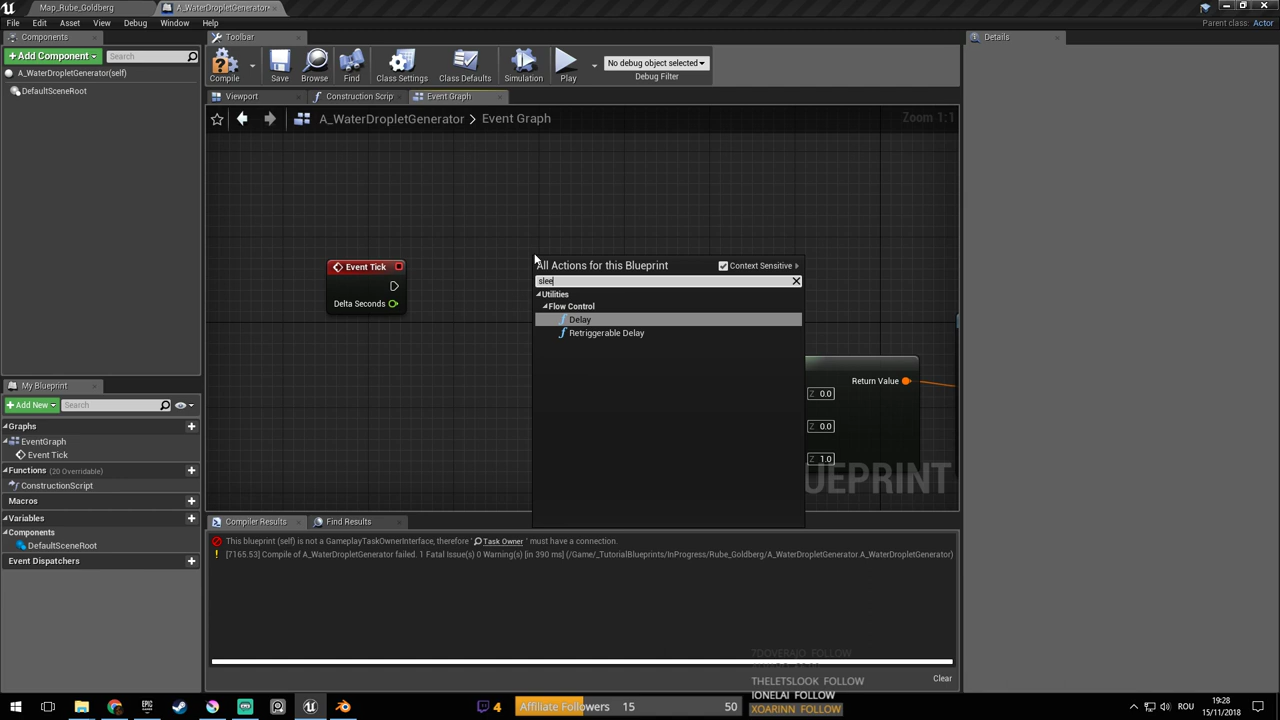 Map_Rube_Goldberg
A_WaterDropletGenerator
File Edit Asset View Debug Window Help
Parent class: Actor
Components
Toolbar
Details
+Add Component
Search
A_WaterDropletGenerator(self)
DefaultSceneRoot
Compile
Save
Browse
Find
Class Settings
Class Defaults
Simulation
Play
No debug object selected
Debug Filter
Viewport
Construction Scrip
Event Graph
A_WaterDropletGenerator > Event Graph
Zoom 1:1
Event Tick
Delta Seconds
All Actions for this Blueprint
Context Sensitive
slee
Utilities
Flow Control
Delay
Retriggerable Delay
Return Value
Z 0.0
Z 0.0
Z 1.0
UEPRINT
My Blueprint
+Add New
Search
Graphs
EventGraph
Event Tick
Functions (20 Overridable)
ConstructionScript
Macros
Variables
Components
DefaultSceneRoot
Event Dispatchers
Compiler Results
Find Results
This blueprint (self) is not a GameplayTaskOwnerInterface, therefore ' Task Owner ' must have a connection.
[7165.53] Compile of A_WaterDropletGenerator failed. 1 Fatal Issue(s) 0 Warning(s) [in 390 ms] (/Game/_TutorialBlueprints/InProgress/Rube_Goldberg/A_WaterDropletGenerator.A_WaterDropletGenerator)
Clear
7DOVERAJO FOLLOW
THELETSLOOK FOLLOW
IONELAI FOLLOW
XOARINN FOLLOW
4
Affiliate Followers 15 50
ROU
19:28
15/11/2018